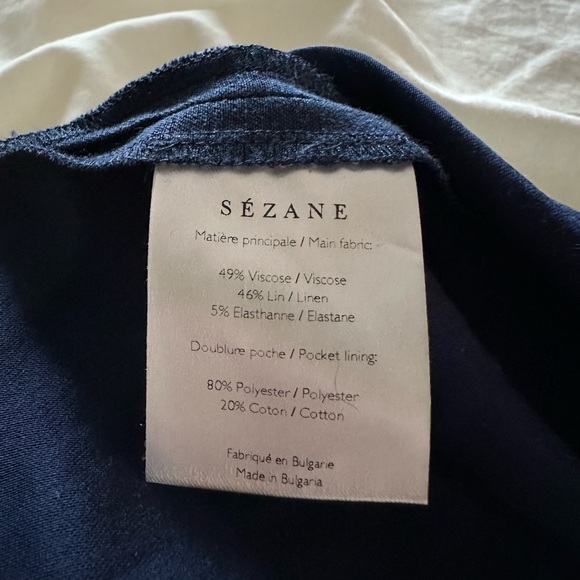 SÉZANE
Matière principale / Main fabric:
49% Viscose / Viscose
46% Lin / Linen
5% Elasthanne / Elastane
Doublure poche / Pocket lining:
80% Polyester / Polyester
20% Coton / Cotton
Fabriqué en Bulgarie
Made in Bulgaria